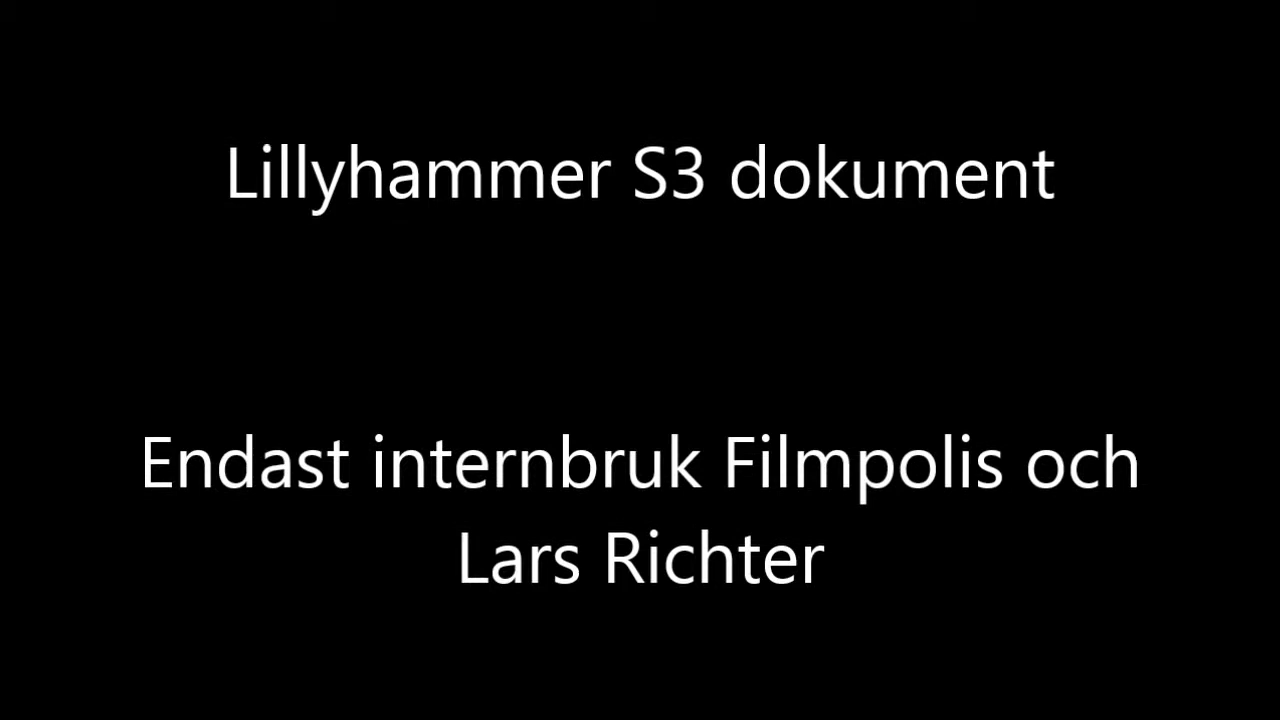 Lillyhammer S3 dokument
Endast internbruk Filmpolis och
Lars Richter